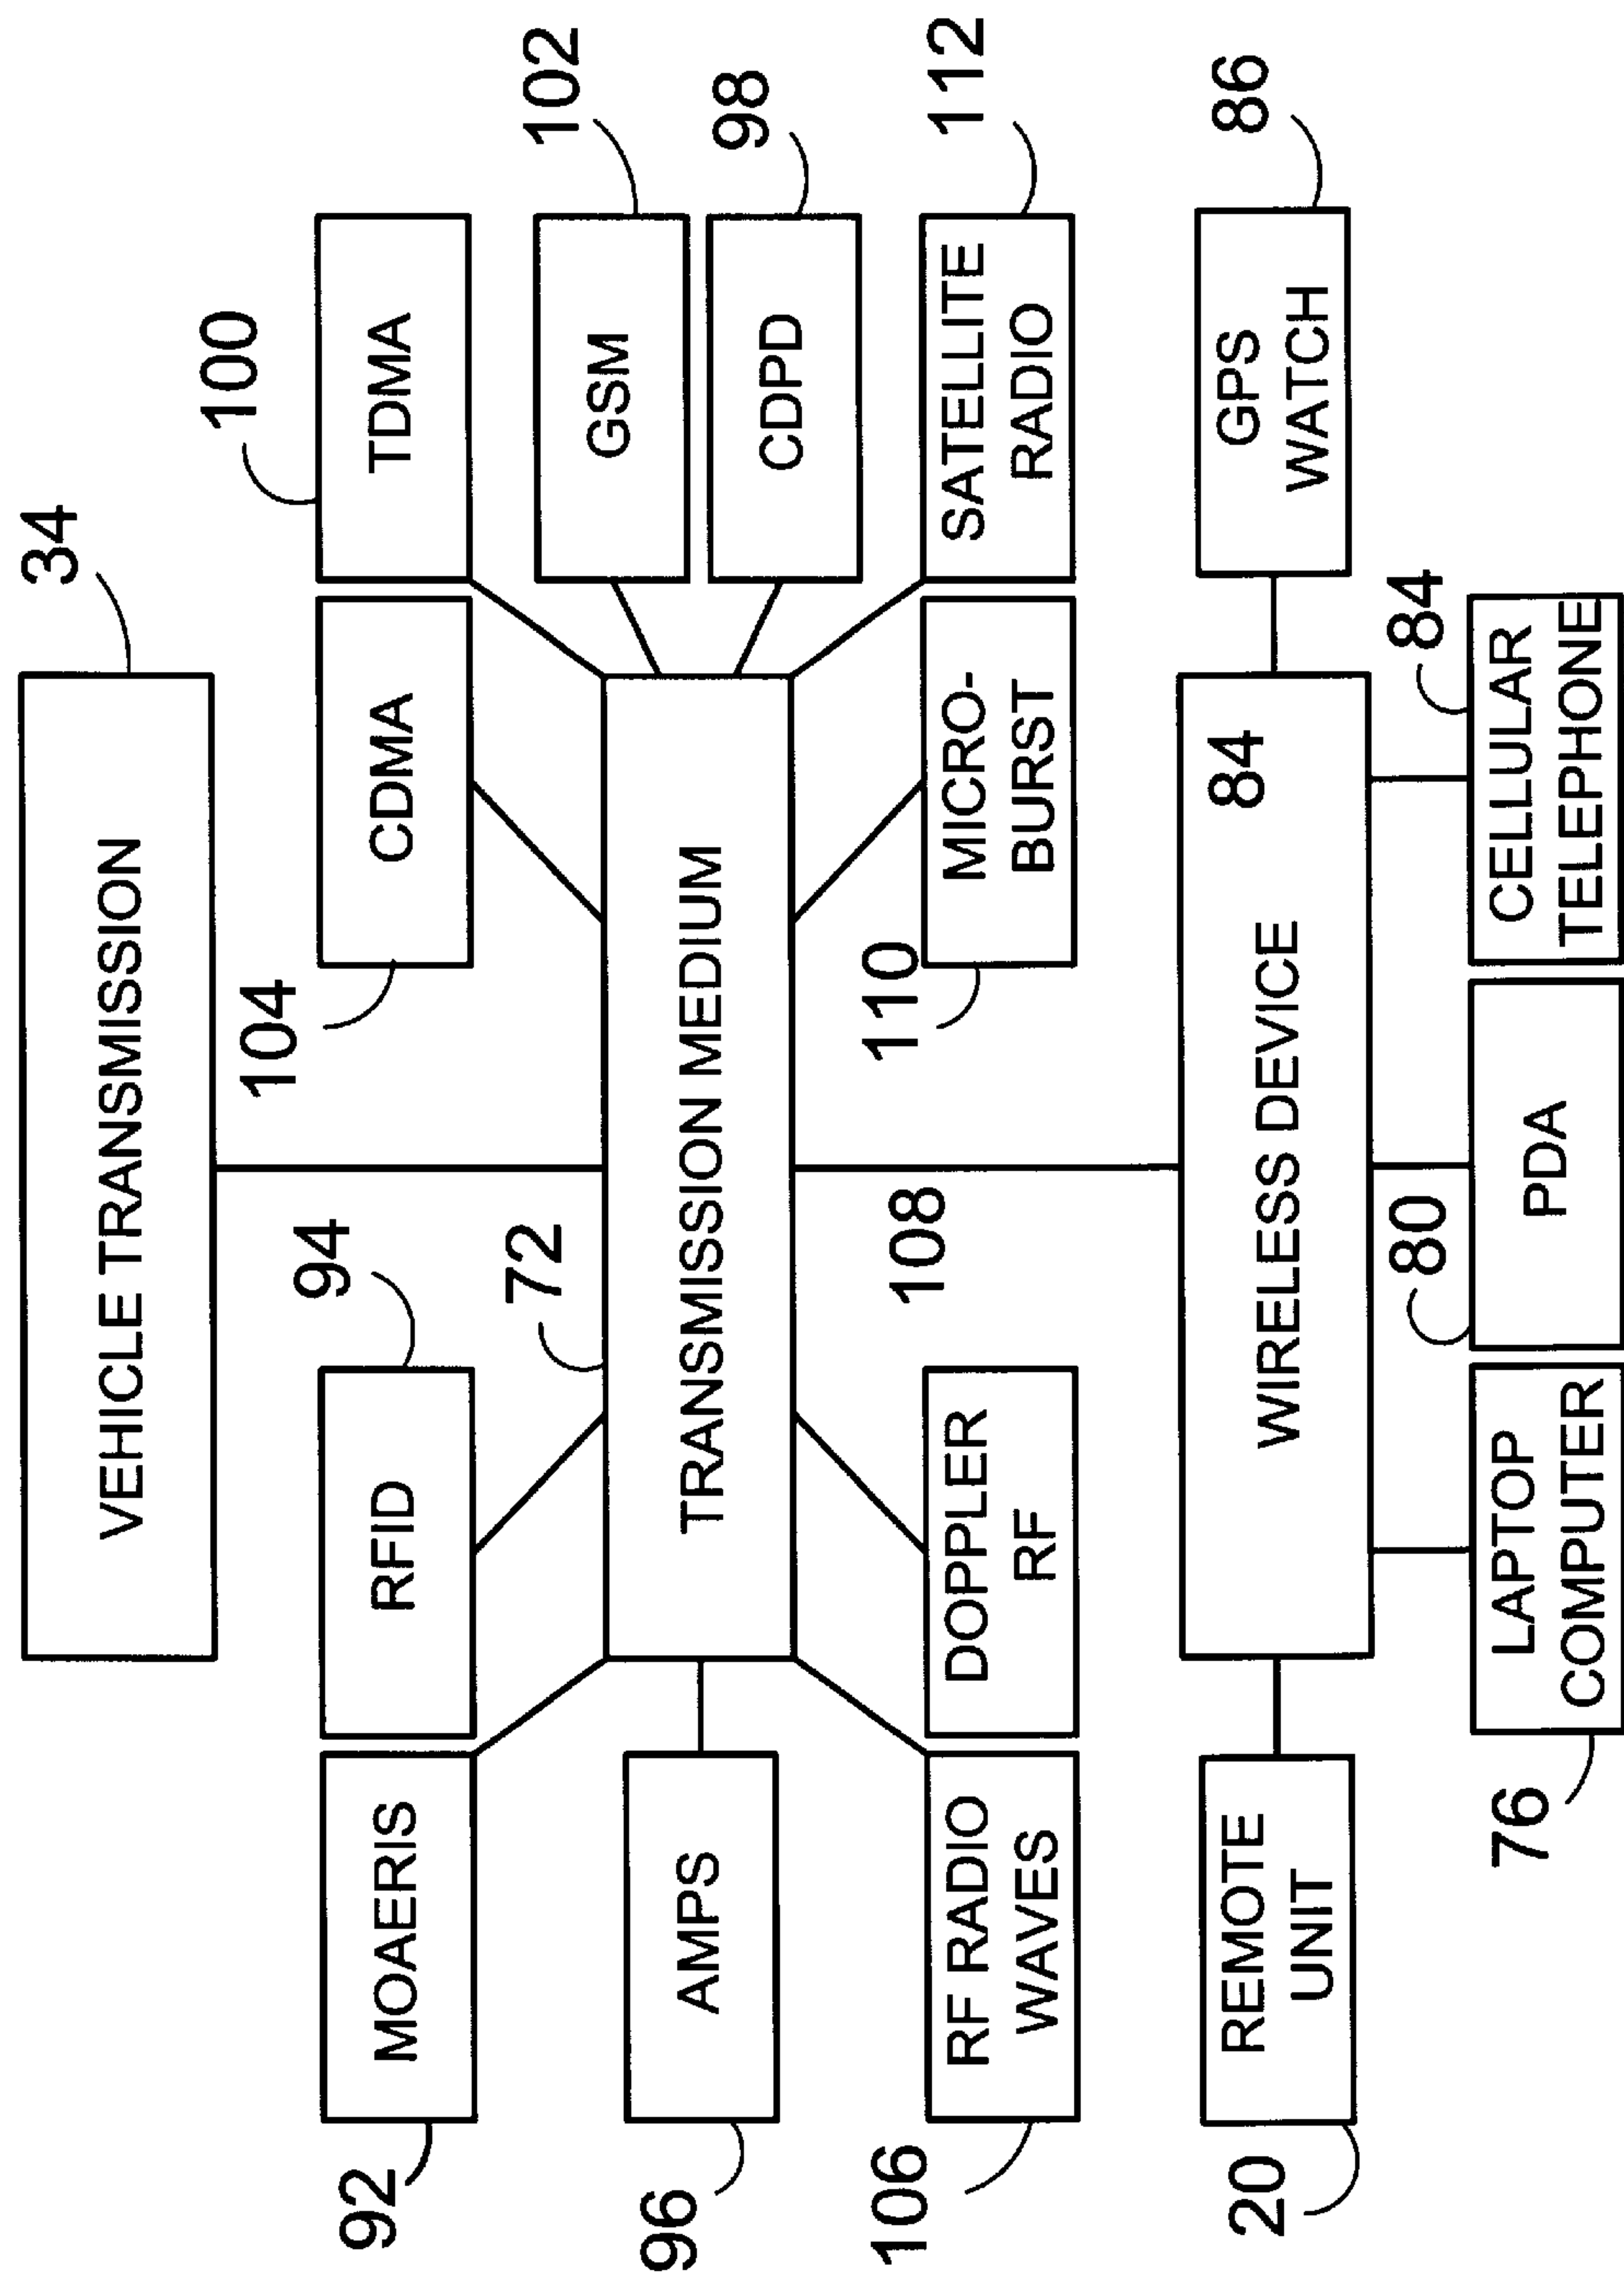 34
VEHICLE TRANSMISSION
92
MOAERIS
94
RFID
104
CDMA
100
TDMA
102
GSM
98
CDPD
96
AMPS
72
TRANSMISSION MEDIUM
106
RF RADIO
WAVES
108
DOPPLER
RF
110
MICRO-
BURST
112
SATELLITE
RADIO
20
REMOTE
UNIT
84
WIRELESS DEVICE
86
GPS
WATCH
76
LAPTOP
COMPUTER
80
PDA
84
CELLULAR
TELEPHONE